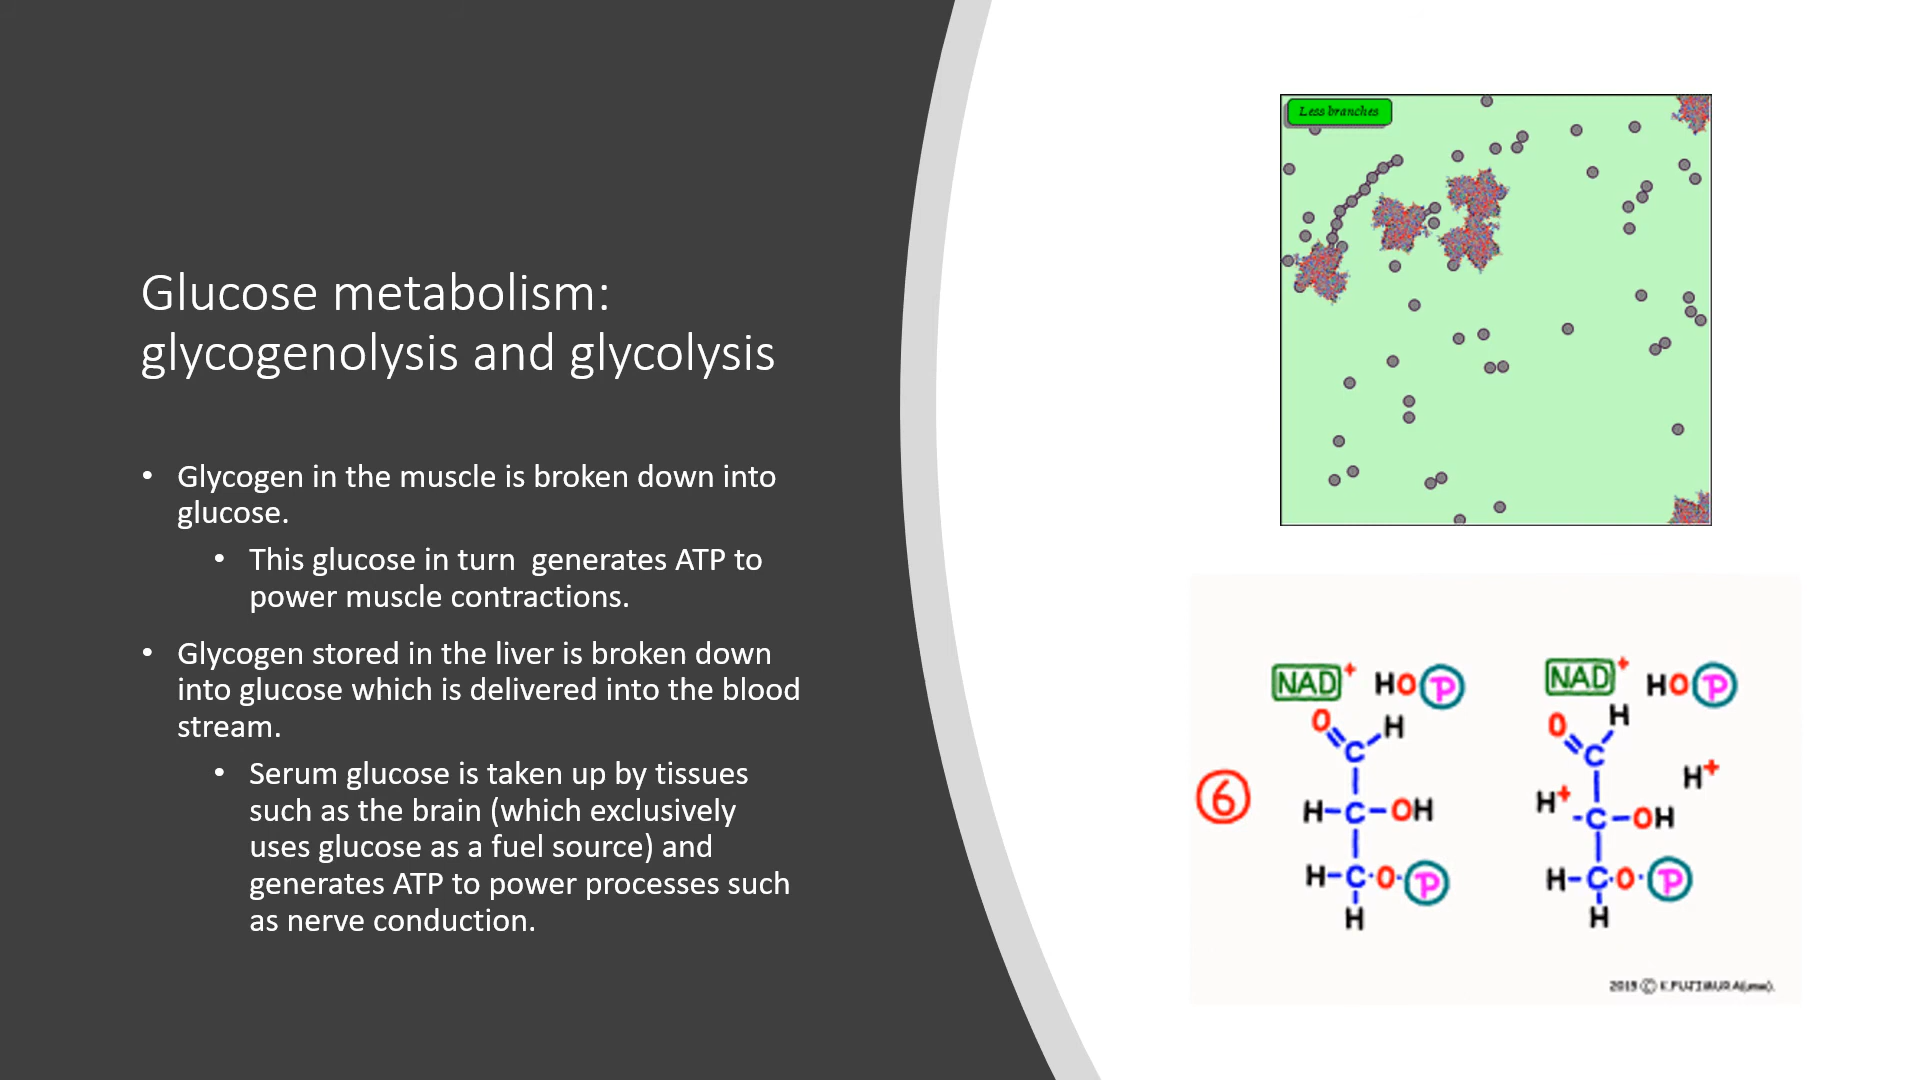 Glucose metabolism:
glycogenolysis and glycolysis
• Glycogen in the muscle is broken down into
glucose.
• This glucose in turn  generates ATP to
power muscle contractions.
• Glycogen stored in the liver is broken down
into glucose which is delivered into the blood
stream.
• Serum glucose is taken up by tissues
such as the brain (which exclusively
uses glucose as a fuel source) and
generates ATP to power processes such
as nerve conduction.
Less branches
6
NAD+ HO P
O H
C
H-C-OH
H-C-O-P
H
NAD+ HO P
O H
C
H+ H+
-C-OH
H-C-O-P
H
2015 © K.FUJIMURA